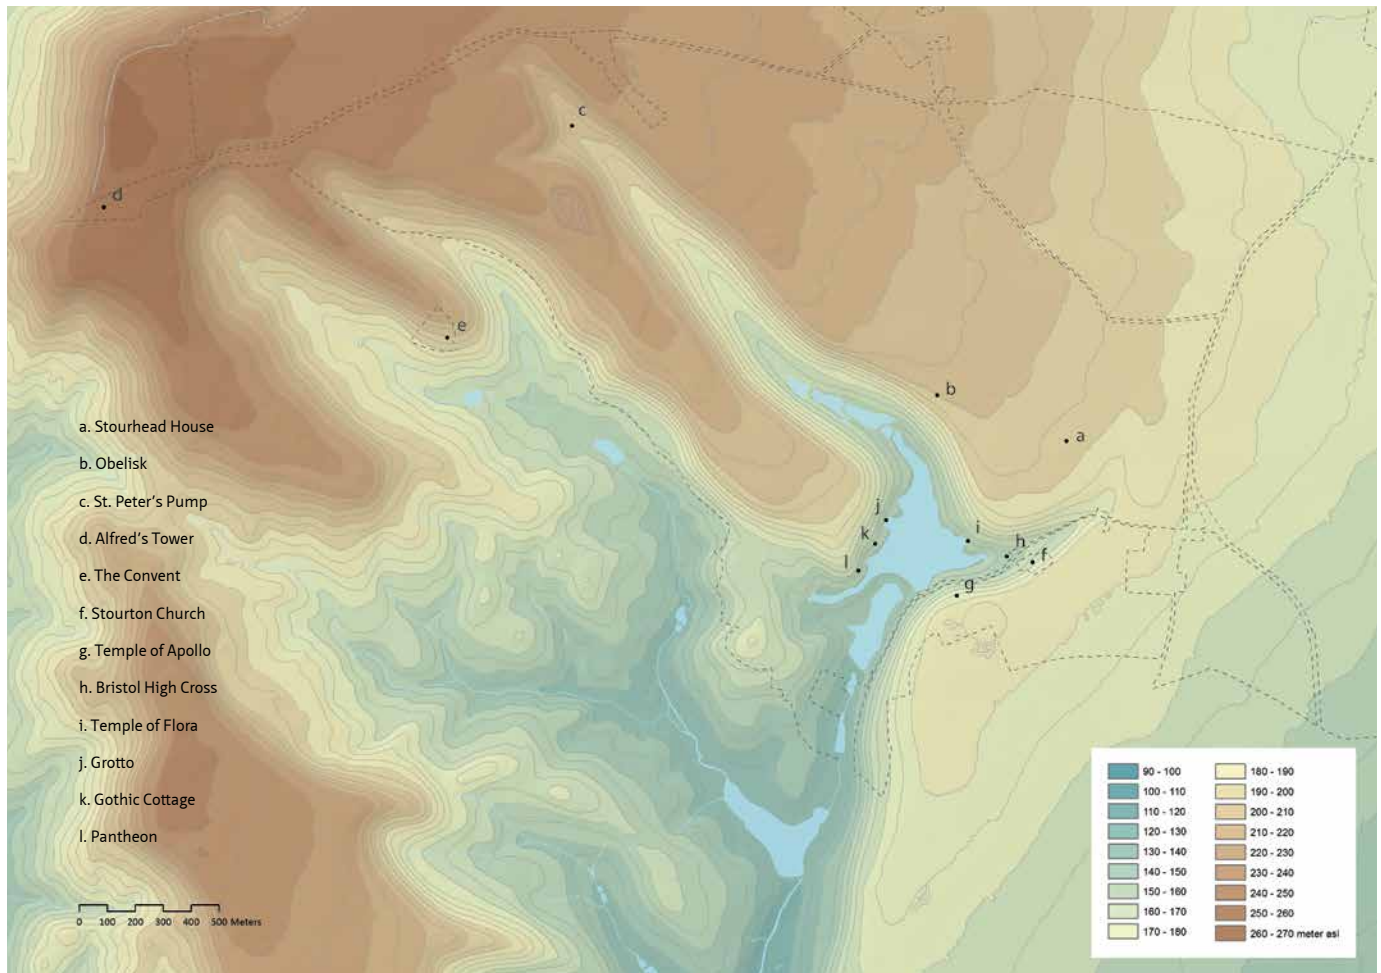 c
d
e
b
a
j
i
k
h
l
f
g
a. Stourhead House
b. Obelisk
c. St. Peter's Pump
d. Alfred's Tower
e. The Convent
f. Stourton Church
g. Temple of Apollo
h. Bristol High Cross
i. Temple of Flora
j. Grotto
k. Gothic Cottage
l. Pantheon
0 100 200 300 400 500 Meters
90 - 100
100 - 110
110 - 120
120 - 130
130 - 140
140 - 150
150 - 160
160 - 170
170 - 180
180 - 190
190 - 200
200 - 210
210 - 220
220 - 230
230 - 240
240 - 250
250 - 260
260 - 270 meter asl